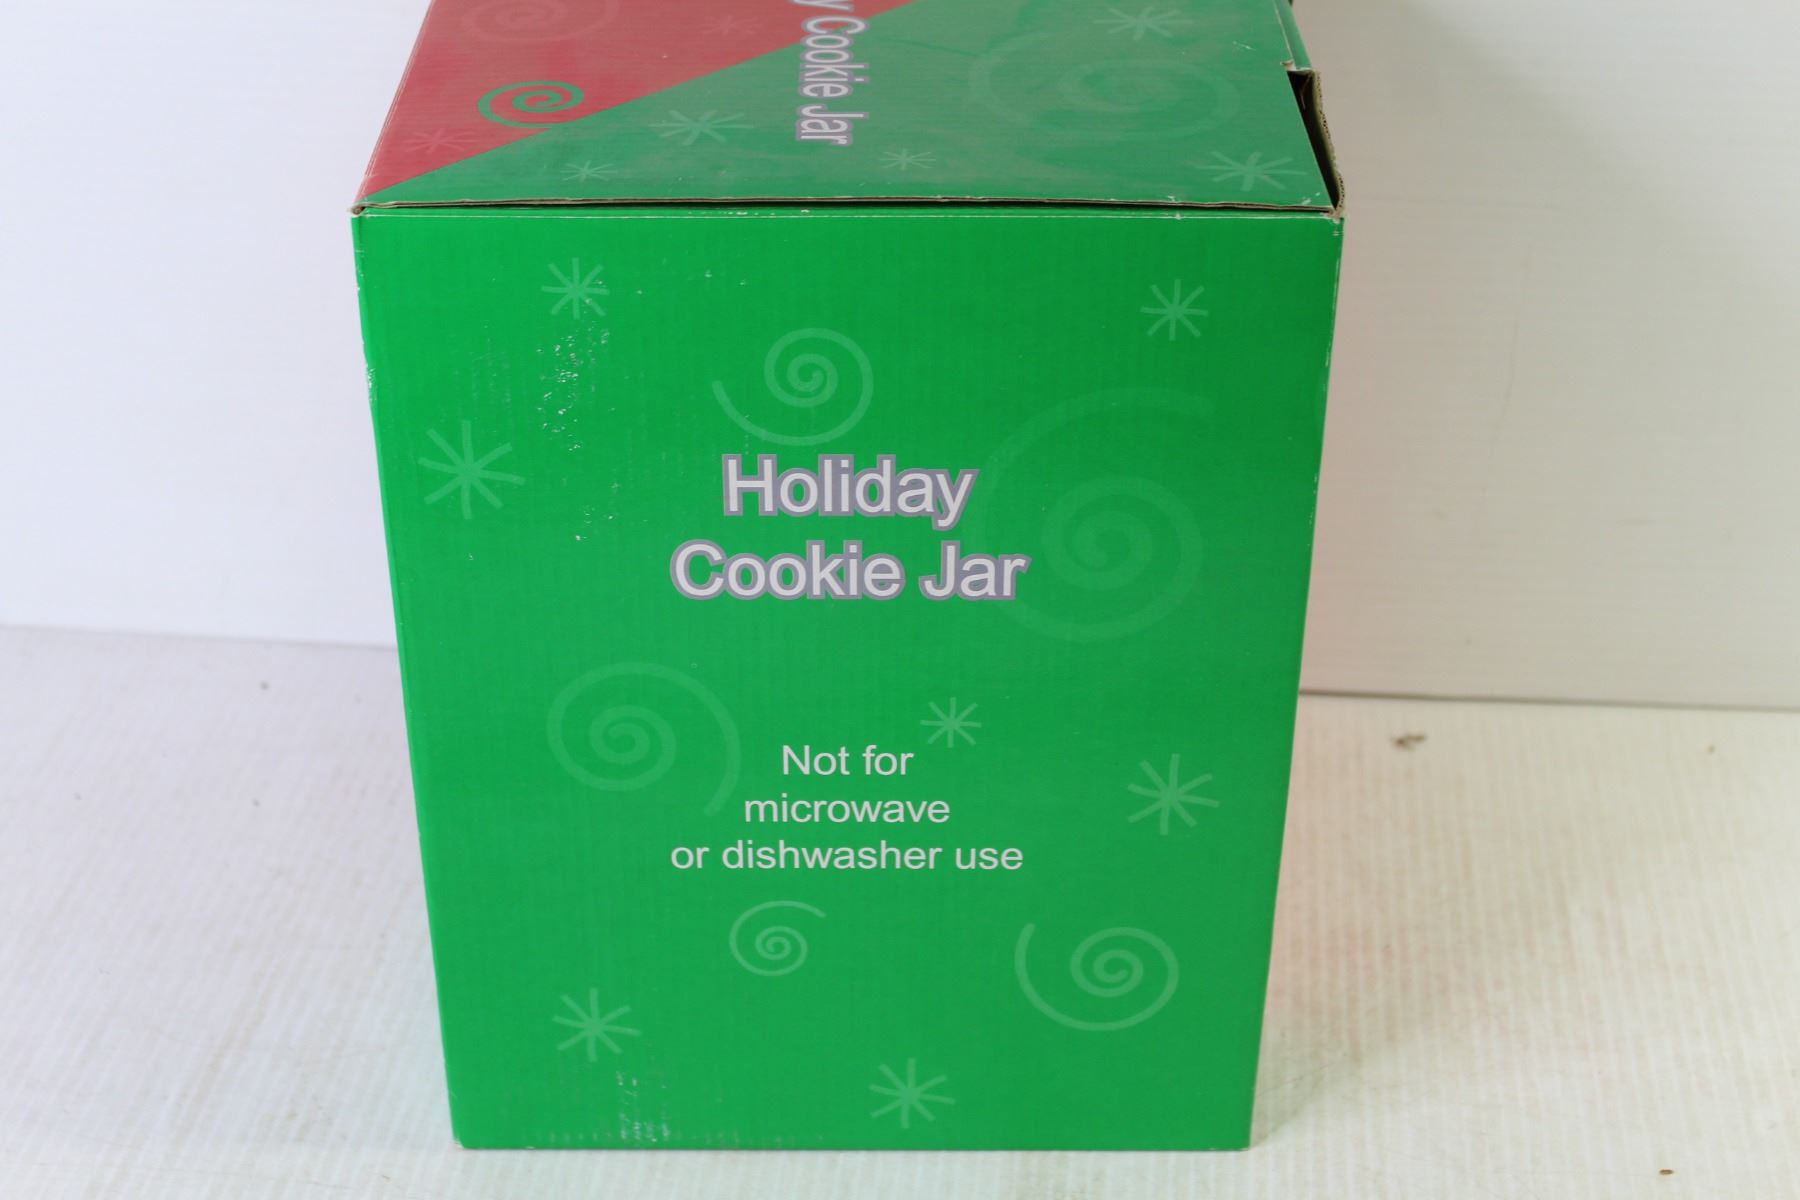 y Cookie Jar
Holiday
Cookie Jar
Not for
microwave
or dishwasher use